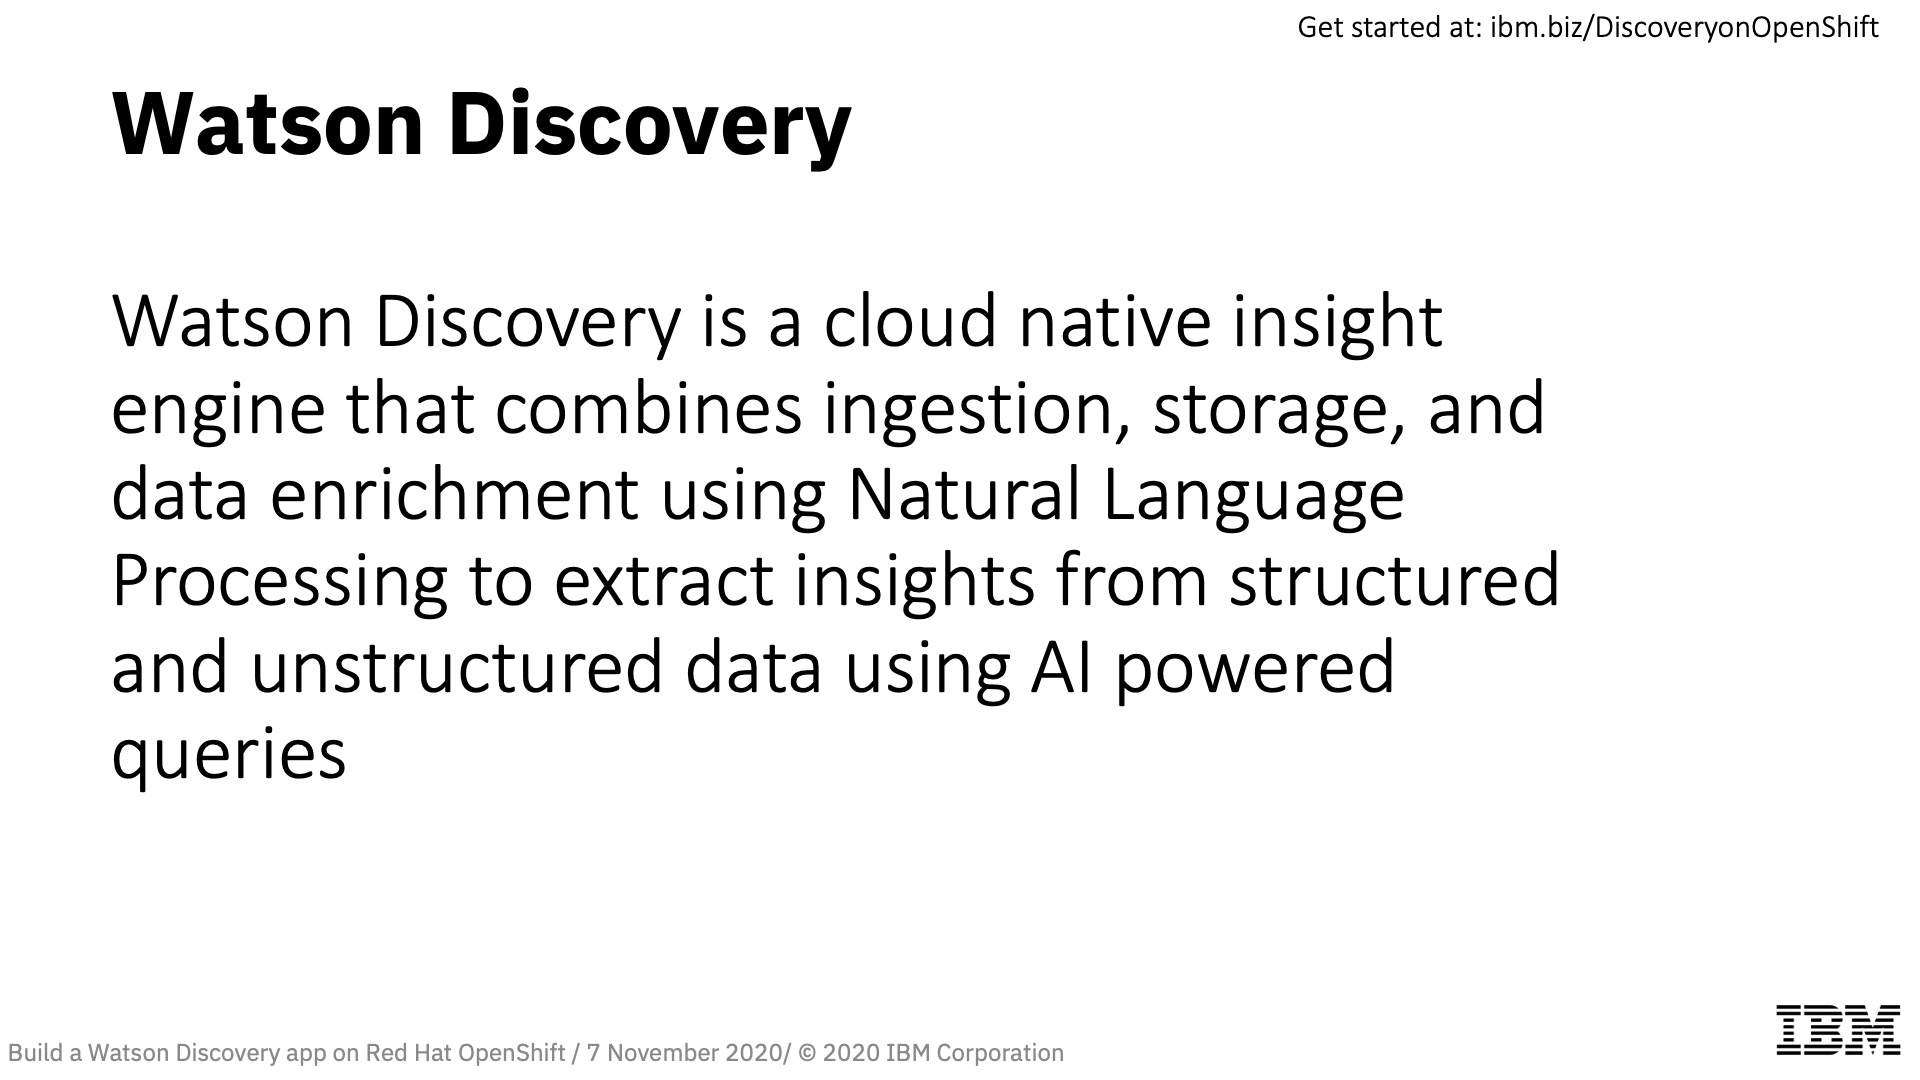 Get started at: ibm.biz/DiscoveryonOpenShift
Watson Discovery
Watson Discovery is a cloud native insight
engine that combines ingestion, storage, and
data enrichment using Natural Language
Processing to extract insights from structured
and unstructured data using AI powered
queries
IBM
Build a Watson Discovery app on Red Hat OpenShift / 7 November 2020/ © 2020 IBM Corporation